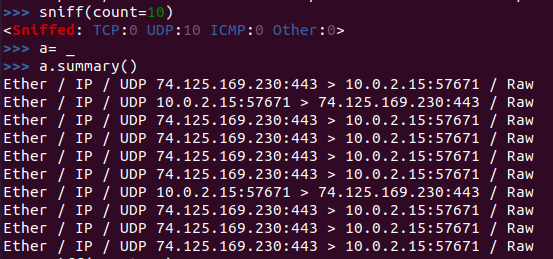 >>> sniff(count=10)
<Sniffed: TCP:0 UDP:10 ICMP:0 Other:0>
>>> a= _
>>> a.summary()
Ether / IP / UDP 74.125.169.230:443 > 10.0.2.15:57671 / Raw
Ether / IP / UDP 10.0.2.15:57671 > 74.125.169.230:443 / Raw
Ether / IP / UDP 74.125.169.230:443 > 10.0.2.15:57671 / Raw
Ether / IP / UDP 74.125.169.230:443 > 10.0.2.15:57671 / Raw
Ether / IP / UDP 74.125.169.230:443 > 10.0.2.15:57671 / Raw
Ether / IP / UDP 74.125.169.230:443 > 10.0.2.15:57671 / Raw
Ether / IP / UDP 10.0.2.15:57671 > 74.125.169.230:443 / Raw
Ether / IP / UDP 74.125.169.230:443 > 10.0.2.15:57671 / Raw
Ether / IP / UDP 74.125.169.230:443 > 10.0.2.15:57671 / Raw
Ether / IP / UDP 74.125.169.230:443 > 10.0.2.15:57671 / Raw